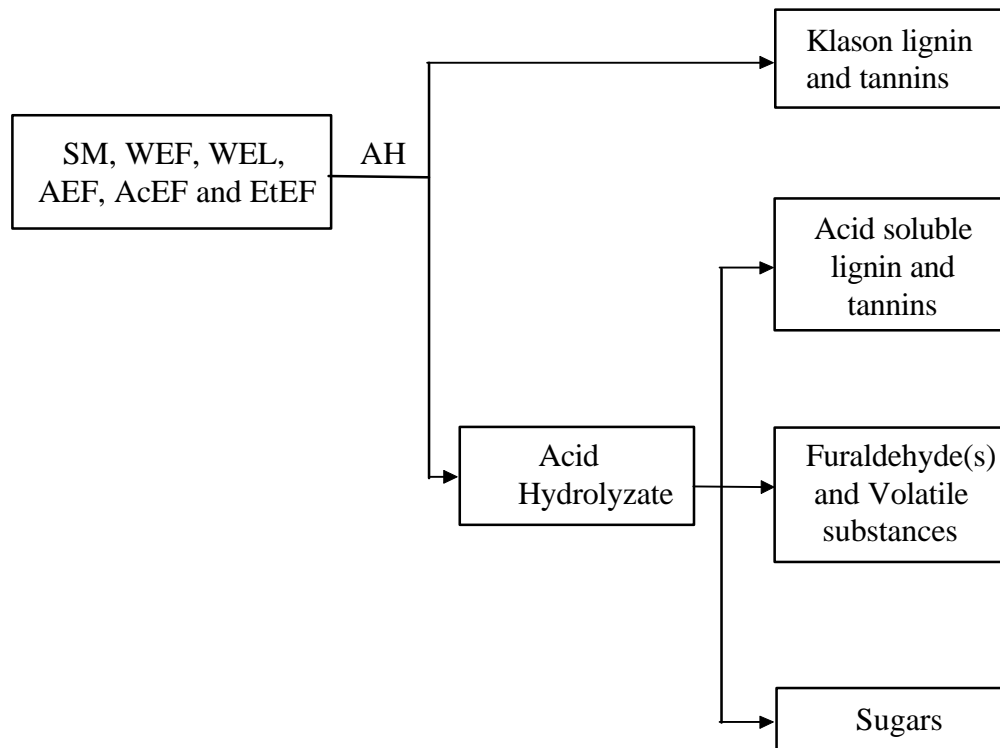 Klason lignin
and tannins
SM, WEF, WEL,
AEF, AcEF and EtEF
AH
Acid soluble
lignin and
tannins
Acid
Hydrolyzate
Furaldehyde(s)
and Volatile
substances
Sugars